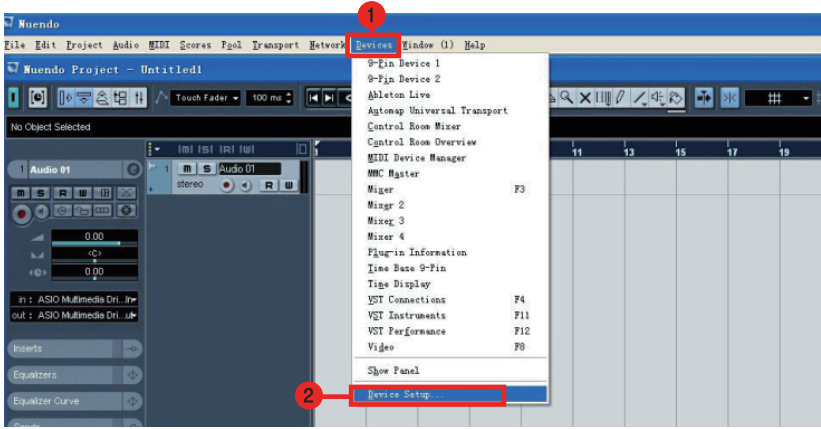 1
Nuendo
File Edit Project Audio MIDI Scores Pool Transport Network Devices Window (1) Help
Nuendo Project - Untitled1
Touch Fader 100 ms
No Object Selected
11 13 15 17 19
1 Audio 01
m S R W
0.00
<C>
0.00
in : ASIO Multimedia Dri...In
out : ASIO Multimedia Dri...ut
Inserts
Equalizers
Equalizer Curve
Sends
1 m S Audio 01
stereo R W
9-Pin Device 1
9-Pin Device 2
Ableton Live
Automap Universal Transport
Control Room Mixer
Control Room Overview
MIDI Device Manager
MMC Master
Mixer F3
Mixer 2
Mixer 3
Mixer 4
Plug-in Information
Time Base 9-Pin
Time Display
VST Connections F4
VST Instruments F11
VST Performance F12
Video F8
Show Panel
2
Device Setup...